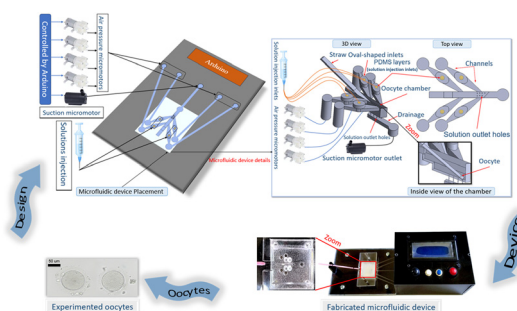 Controlled by Arduino
Air pressure micromotors
Suction micromotor
Solutions injection
Arduino
Microfluidic device Placement
Microfluidic device details
Solution injection inlets
Air pressure micromotors
3D view
Top view
Straw
Oval-shaped inlets
PDMS layers
(solution injection inlets)
Oocyte chamber
Drainage
Solution outlet holes
Suction micromotor outlet
Zoom
Channels
Solution outlet holes
Oocyte
Inside view of the chamber
Design
Device
Oocytes
50 μm
Experimented oocytes
Zoom
Fabricated microfluidic device